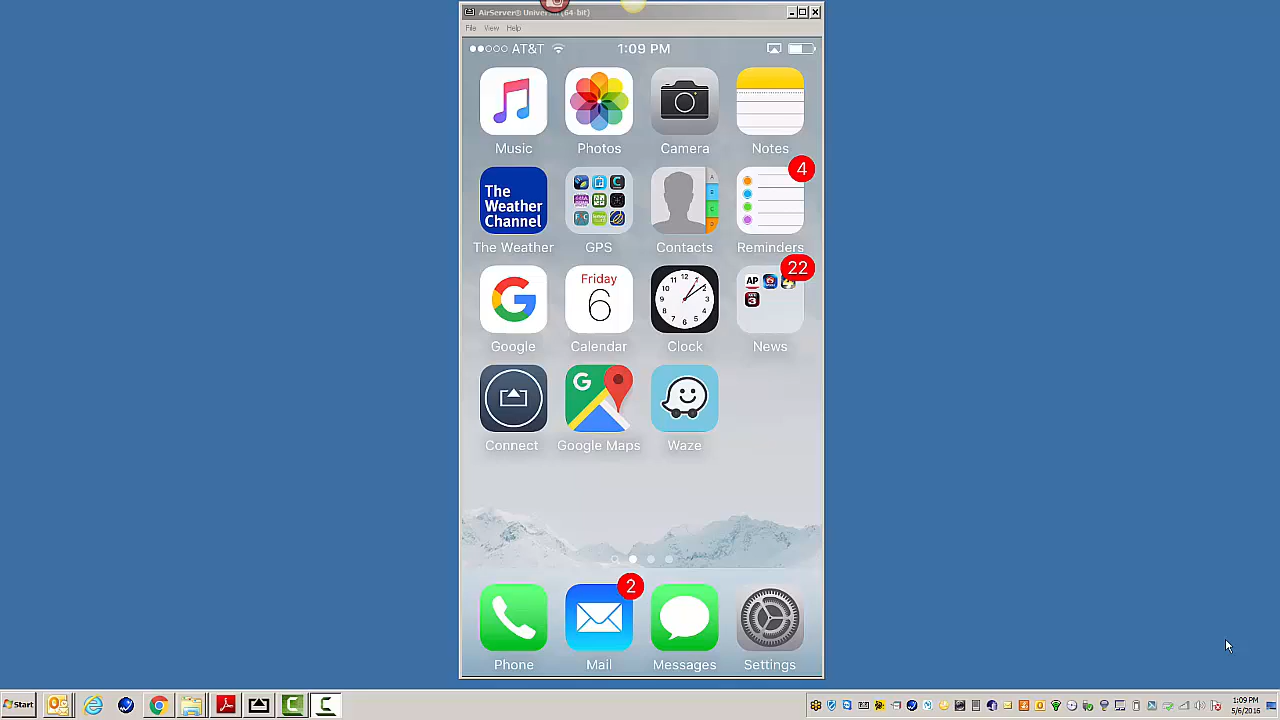 AirServer® Universal (64-bit)
File View Help
AT&T 1:09 PM
Music Photos Camera Notes
The
Weather
Channel
4
The Weather GPS Contacts Reminders
Friday
6
22
AP
Google Calendar Clock News
Connect Google Maps Waze
2
Phone Mail Messages Settings
Start
1:09 PM
5/6/2016